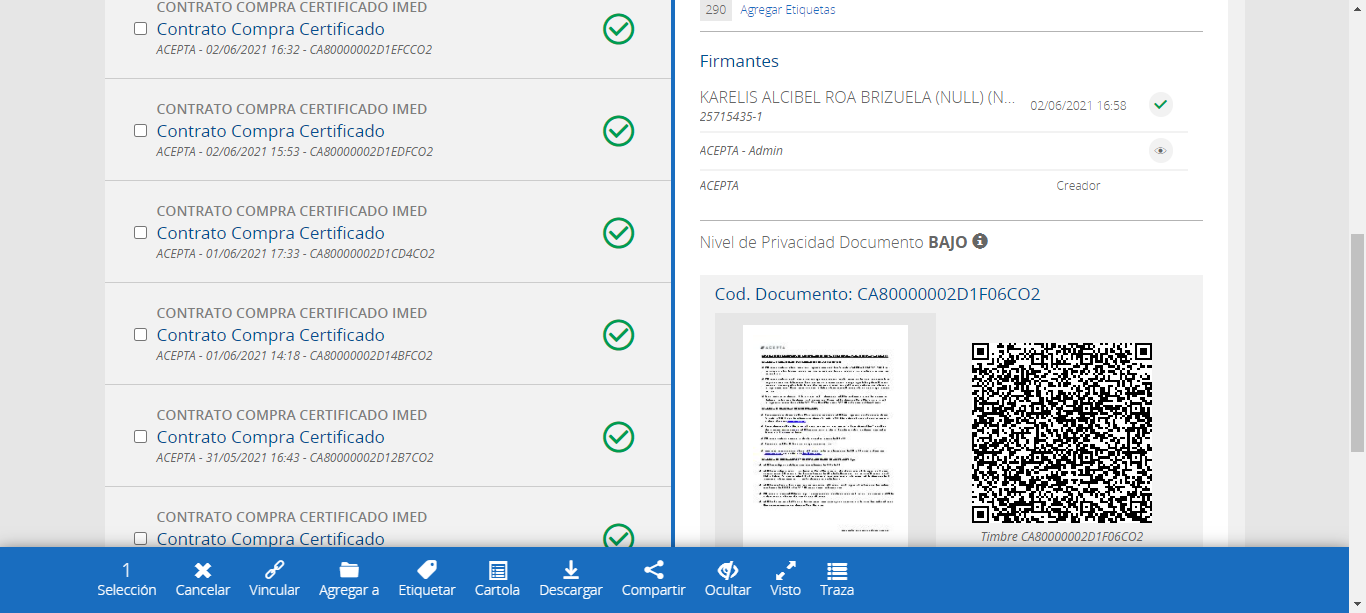 CONTRATO COMPRA CERTIFICADO IMED
Contrato Compra Certificado
ACEPTA - 02/06/2021 16:32 - CA80000002D1EFCCO2
CONTRATO COMPRA CERTIFICADO IMED
Contrato Compra Certificado
ACEPTA - 02/06/2021 15:53 - CA80000002D1EDFCO2
CONTRATO COMPRA CERTIFICADO IMED
Contrato Compra Certificado
ACEPTA - 01/06/2021 17:33 - CA80000002D1CD4CO2
CONTRATO COMPRA CERTIFICADO IMED
Contrato Compra Certificado
ACEPTA - 01/06/2021 14:18 - CA80000002D14BFCO2
CONTRATO COMPRA CERTIFICADO IMED
Contrato Compra Certificado
ACEPTA - 31/05/2021 16:43 - CA80000002D12B7CO2
CONTRATO COMPRA CERTIFICADO IMED
Contrato Compra Certificado
290 Agregar Etiquetas
Firmantes
KARELIS ALCIBEL ROA BRIZUELA (NULL) (N... 02/06/2021 16:58
25715435-1
ACEPTA - Admin
ACEPTA Creador
Nivel de Privacidad Documento BAJO
Cod. Documento: CA80000002D1F06CO2
ACEPTA
Timbre CA80000002D1F06CO2
1
Selección Cancelar Vincular Agregar a Etiquetar Cartola Descargar Compartir Ocultar Visto Traza